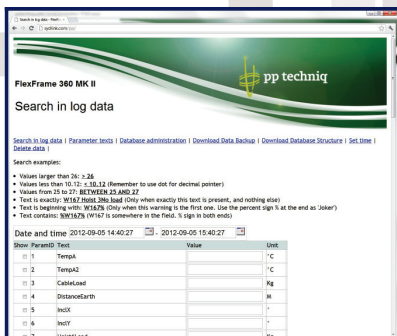 Search in log data - FlexFr
sydlink.com/pp/
pp techniq
FlexFrame 360 MK II
Search in log data
Search in log data | Parameter texts | Database administration | Download Data Backup | Download Database Structure | Set time |
Delete data |
Search examples:
• Values larger than 26: > 26
• Values less than 10.12: < 10.12 (Remember to use dot for decimal pointer)
• Values from 25 to 27: BETWEEN 25 AND 27
• Text is exactly: W167 Hoist 3No load (Only when exactly this text is present, and nothing else)
• Text is beginning with: W167% (Only when this warning is the first one. Use the percent sign % at the end as 'Joker')
• Text contains: %W167% (W167 is somewhere in the field. % sign in both ends)
Date and time 2012-09-05 14:40:27 - 2012-09-05 15:40:27
Show ParamID Text Value Unit
1 TempA °C
2 TempA2 °C
3 CableLoad Kg
4 DistanceEarth M
5 InclX °
6 InclY °